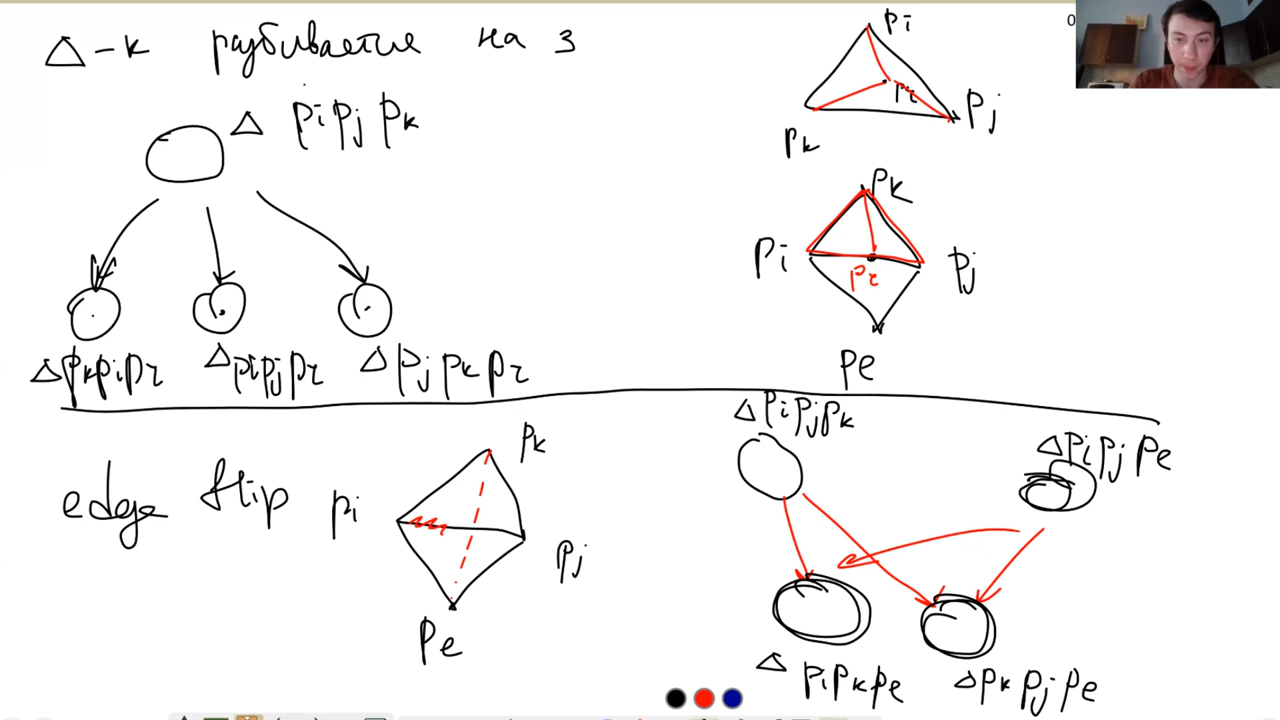 Δ-к разбивается на 3
Δ pi pj pk
Δ pk pi pr Δ pi pj pr Δ pj pk pr
pi
pr
pk
pj
pk
pi
pj
pr
pe
edge flip
pk
pi
pj
pe
Δ pi pj pk
Δ pi pj pe
Δ pi pk pe
Δ pk pj pe